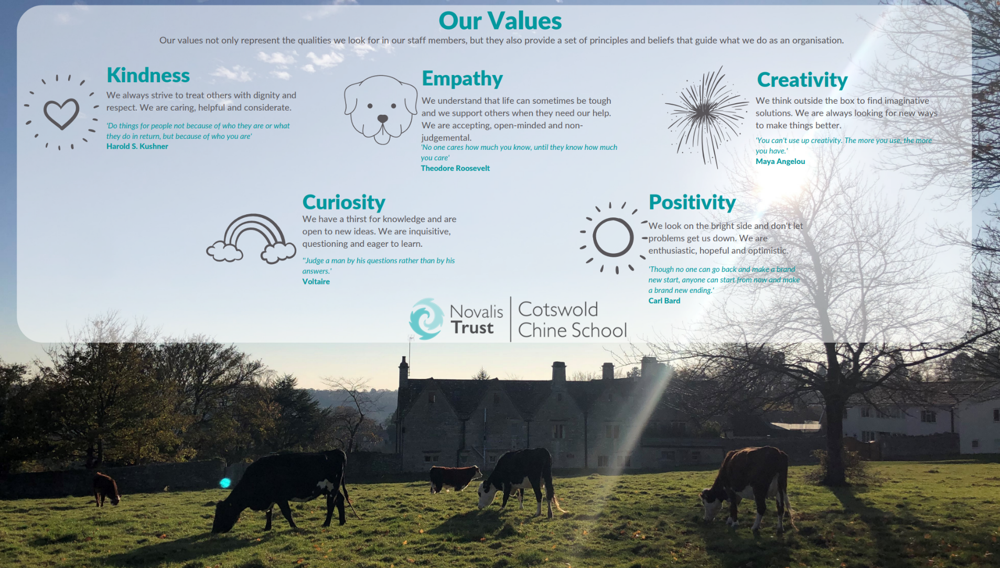 Our Values
Our values not only represent the qualities we look for in our staff members, but they also provide a set of principles and beliefs that guide what we do as an organisation.
Kindness
We always strive to treat others with dignity and
respect. We are caring, helpful and considerate.
'Do things for people not because of who they are or what
they do in return, but because of who you are'
Harold S. Kushner
Empathy
We understand that life can sometimes be tough
and we support others when they need our help.
We are accepting, open-minded and non-
judgemental.
'No one cares how much you know, until they know how much
you care'
Theodore Roosevelt
Creativity
We think outside the box to find imaginative
solutions. We are always looking for new ways
to make things better.
'You can't use up creativity. The more you use, the more
you have.'
Maya Angelou
Curiosity
We have a thirst for knowledge and are
open to new ideas. We are inquisitive,
questioning and eager to learn.
"Judge a man by his questions rather than by his
answers.'
Voltaire
Positivity
We look on the bright side and don't let
problems get us down. We are
enthusiastic, hopeful and optimistic.
'Though no one can go back and make a brand
new start, anyone can start from now and make
a brand new ending.'
Carl Bard
Novalis
Trust
Cotswold
Chine School